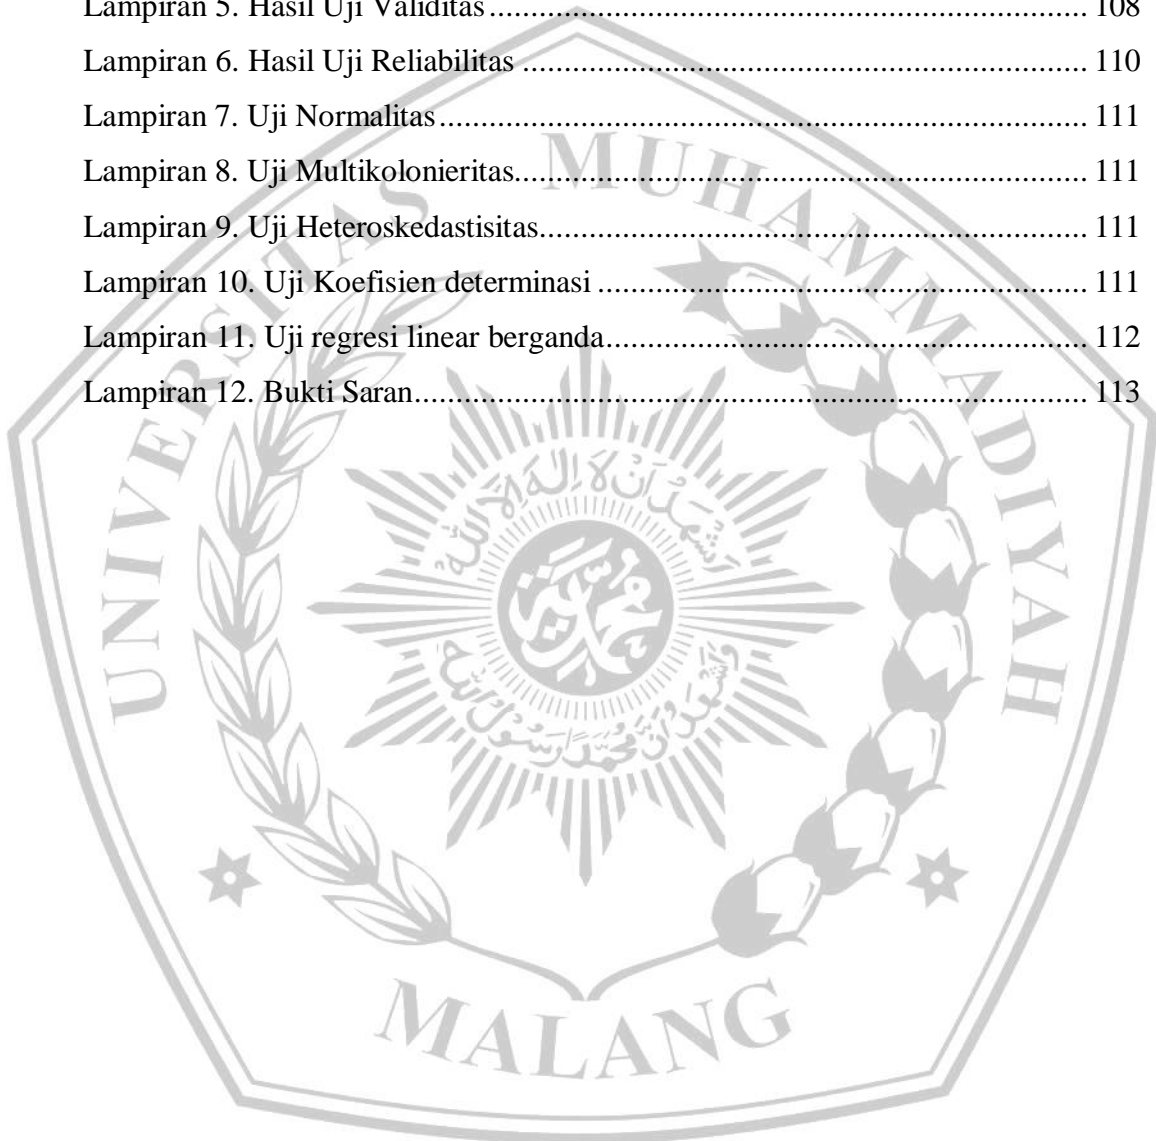 Lampiran 5. Hasil Uji Validitas ........................................................................ 108
Lampiran 6. Hasil Uji Reliabilitas .................................................................... 110
Lampiran 7. Uji Normalitas .............................................................................. 111
Lampiran 8. Uji Multikolonieritas..................................................................... 111
Lampiran 9. Uji Heteroskedastisitas.................................................................. 111
Lampiran 10. Uji Koefisien determinasi ........................................................... 111
Lampiran 11. Uji regresi linear berganda.......................................................... 112
Lampiran 12. Bukti Saran................................................................................. 113
UNIVERSITAS MUHAMMADIYAH
MALANG